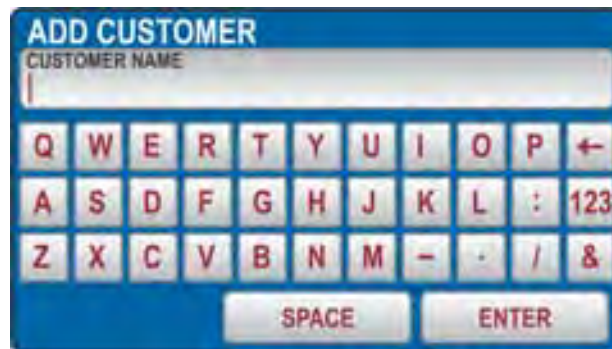 ADD CUSTOMER
CUSTOMER NAME
Q W E R T Y U I O P ←
A S D F G H J K L : 123
Z X C V B N M – · / &
SPACE ENTER